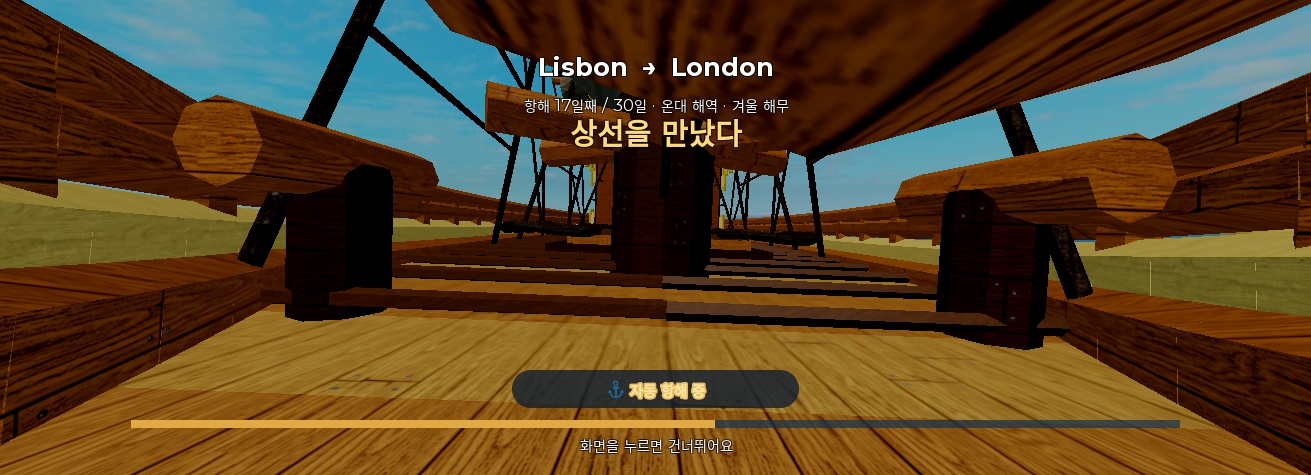 Lisbon → London
항해 17일째 / 30일 · 온대 해역 · 겨울 해무
상선을 만났다
⚓ 자동 항해 중
화면을 누르면 건너뛰어요